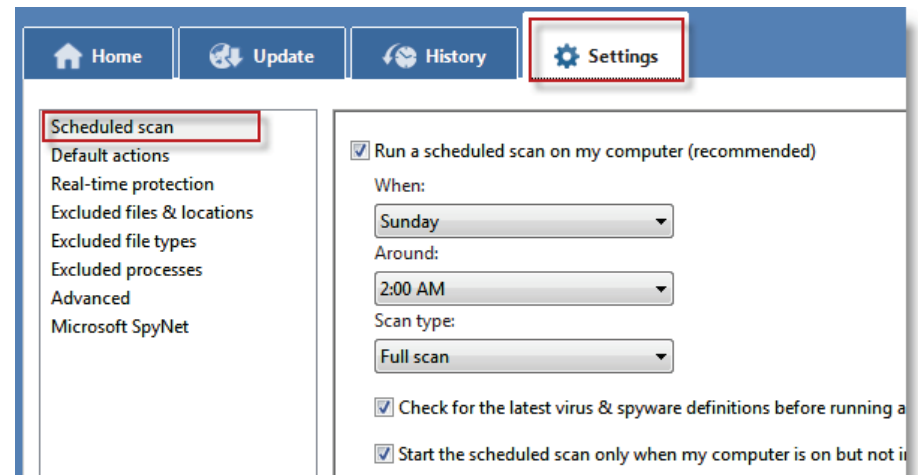 Home
Update
History
Settings
Scheduled scan
Default actions
Real-time protection
Excluded files & locations
Excluded file types
Excluded processes
Advanced
Microsoft SpyNet
Run a scheduled scan on my computer (recommended)
When:
Sunday
Around:
2:00 AM
Scan type:
Full scan
Check for the latest virus & spyware definitions before running a
Start the scheduled scan only when my computer is on but not